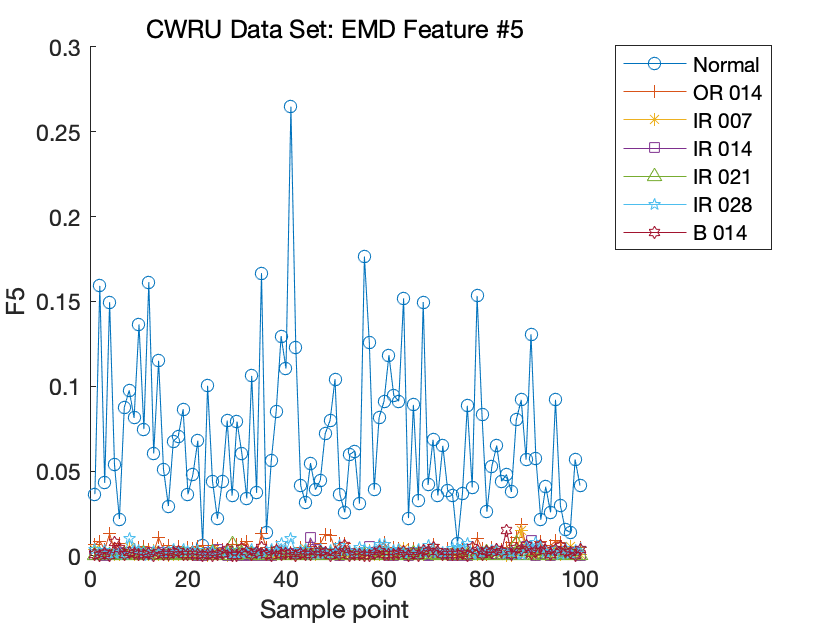 CWRU Data Set: EMD Feature #5
0.3
0.25
0.2
0.15
0.1
0.05
0
F5
0 20 40 60 80 100
Sample point
Normal
OR 014
IR 007
IR 014
IR 021
IR 028
B 014